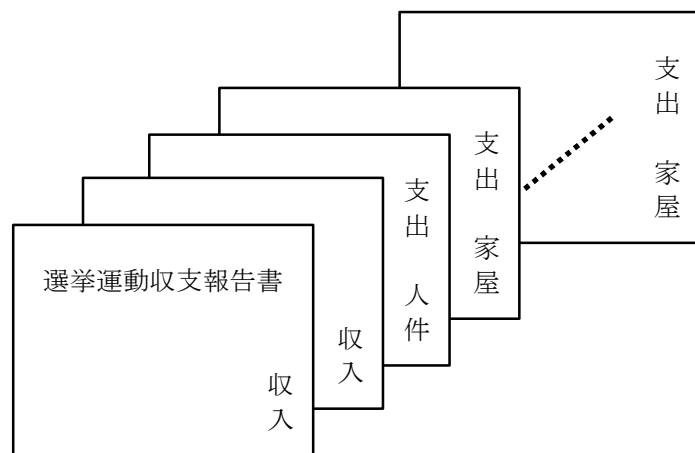 選挙運動収支報告書
収入
収入
支出 人件
支出 家屋
支出 家屋